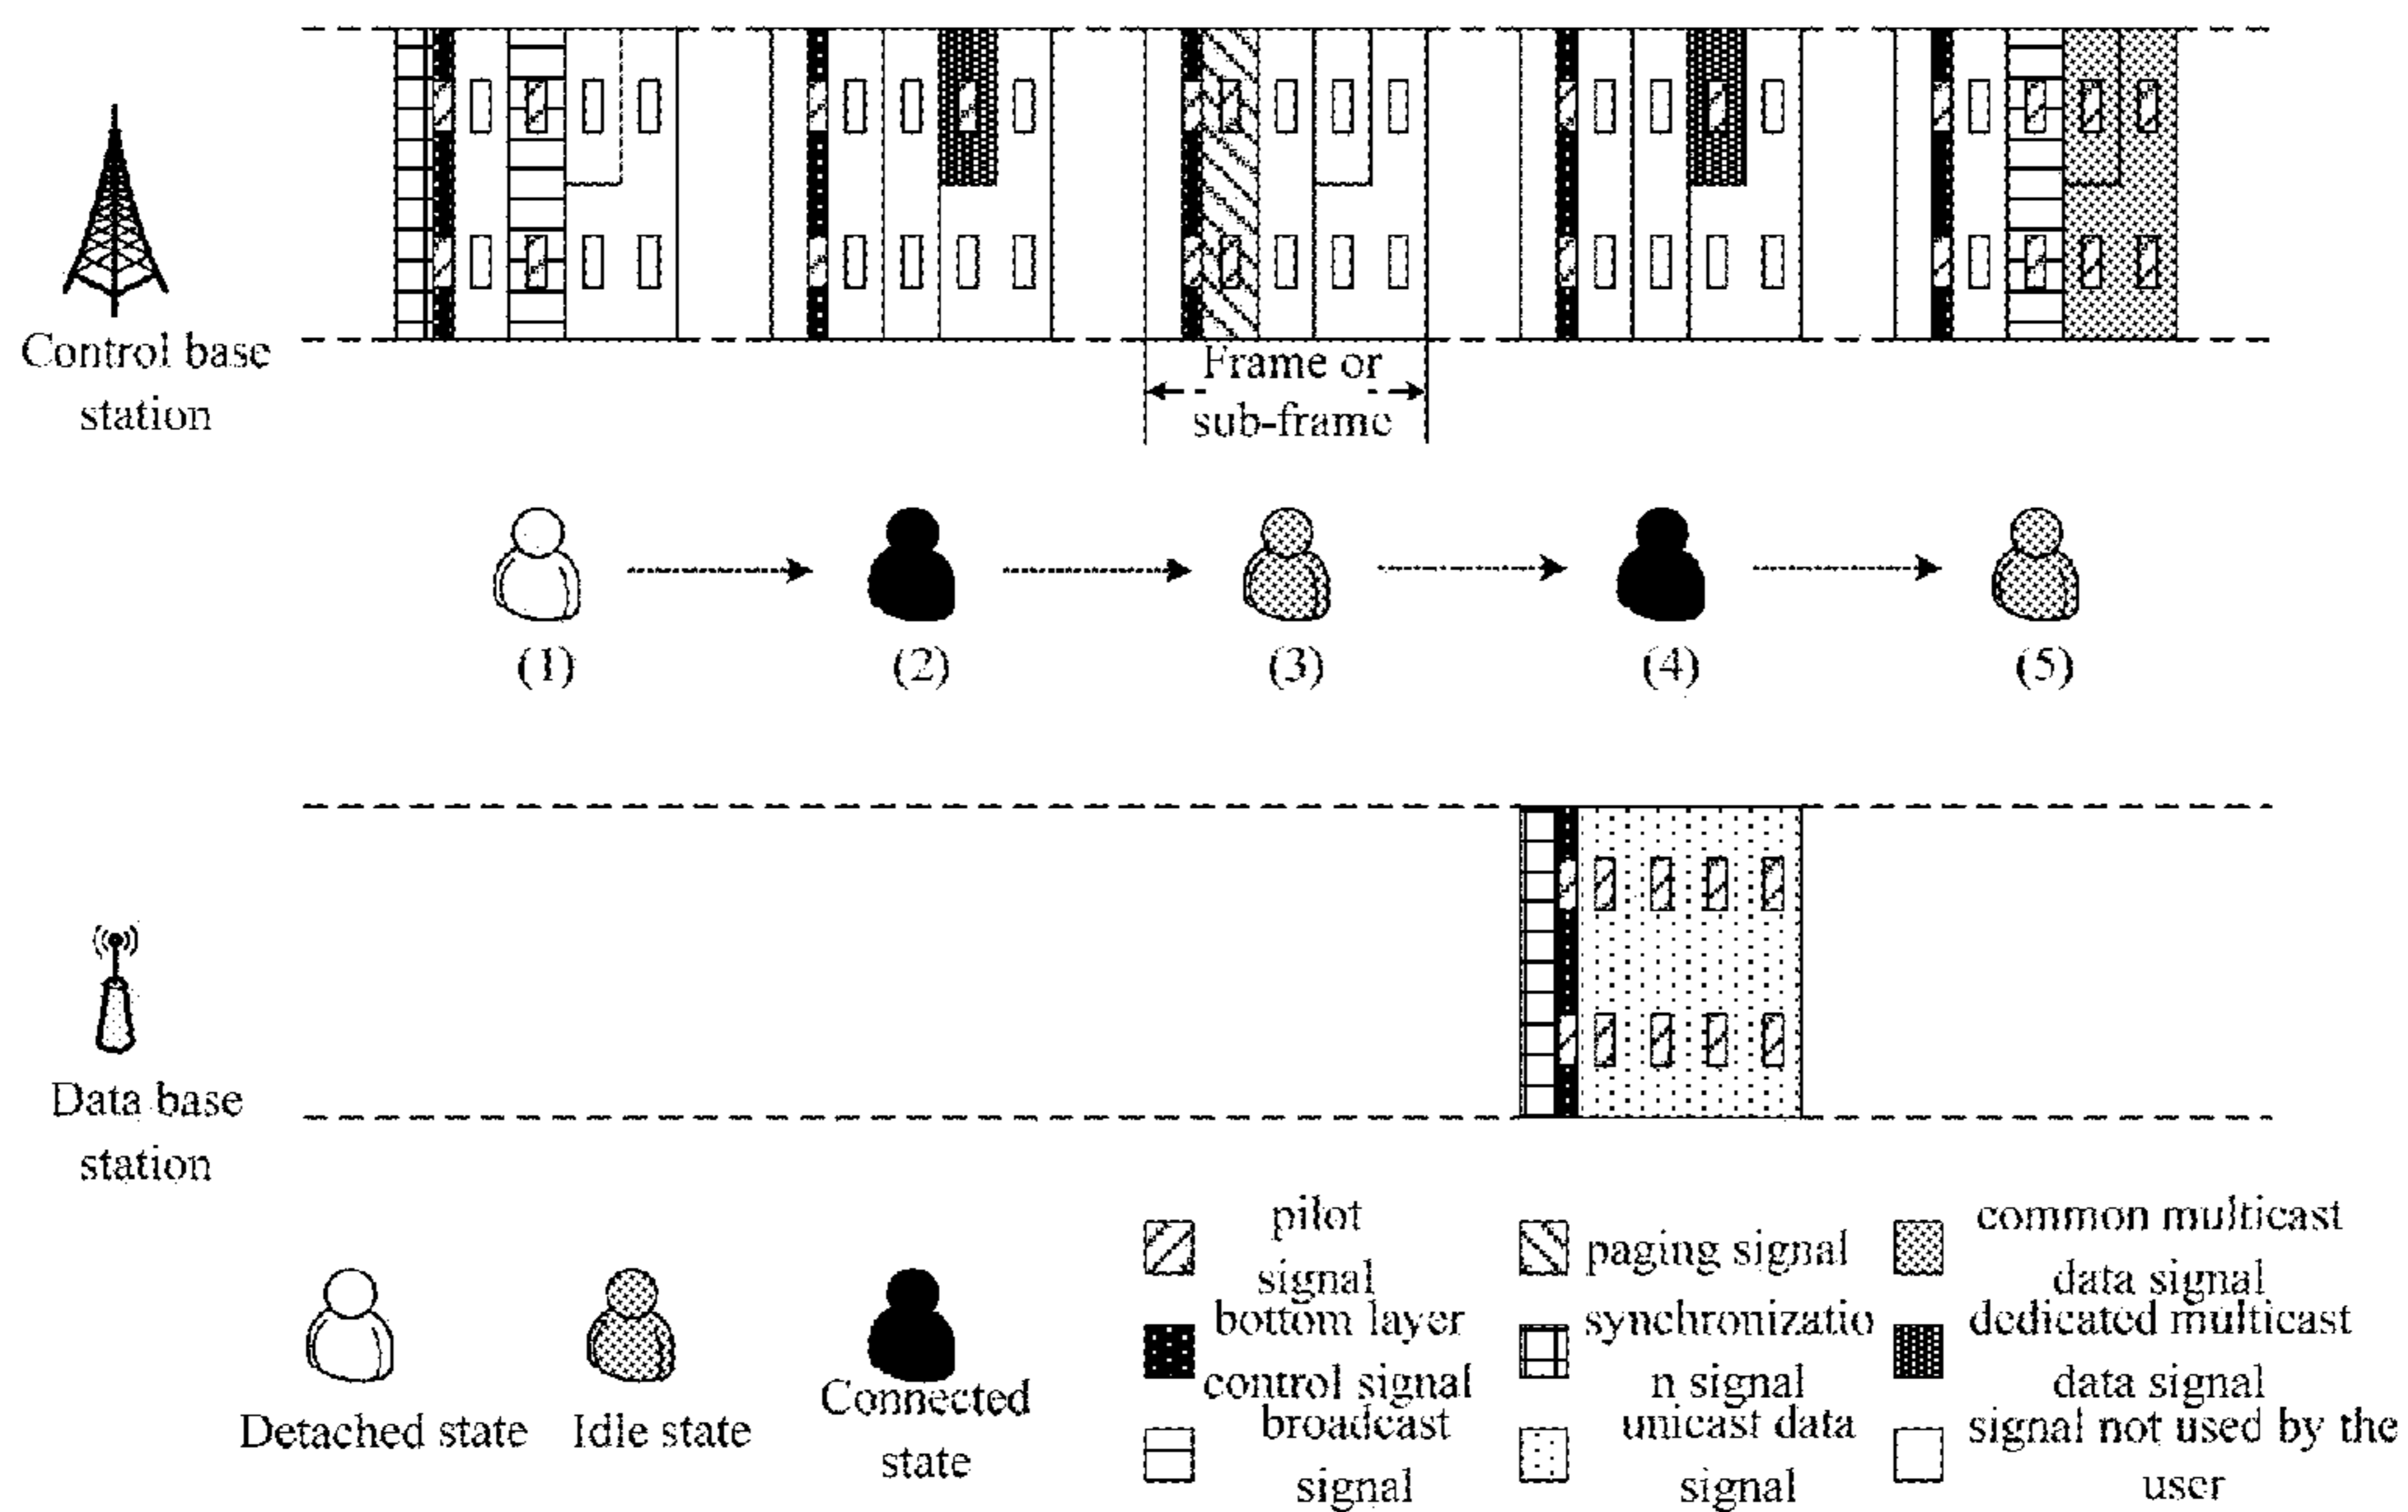 Control base
station
Frame or
sub-frame
(1)
(2)
(3)
(4)
(5)
Data base
station
Detached state
Idle state
Connected
state
pilot
signal
paging signal
common multicast
data signal
bottom layer
control signal
synchronizatio
n signal
dedicated multicast
data signal
broadcast
signal
unicast data
signal
signal not used by the
user